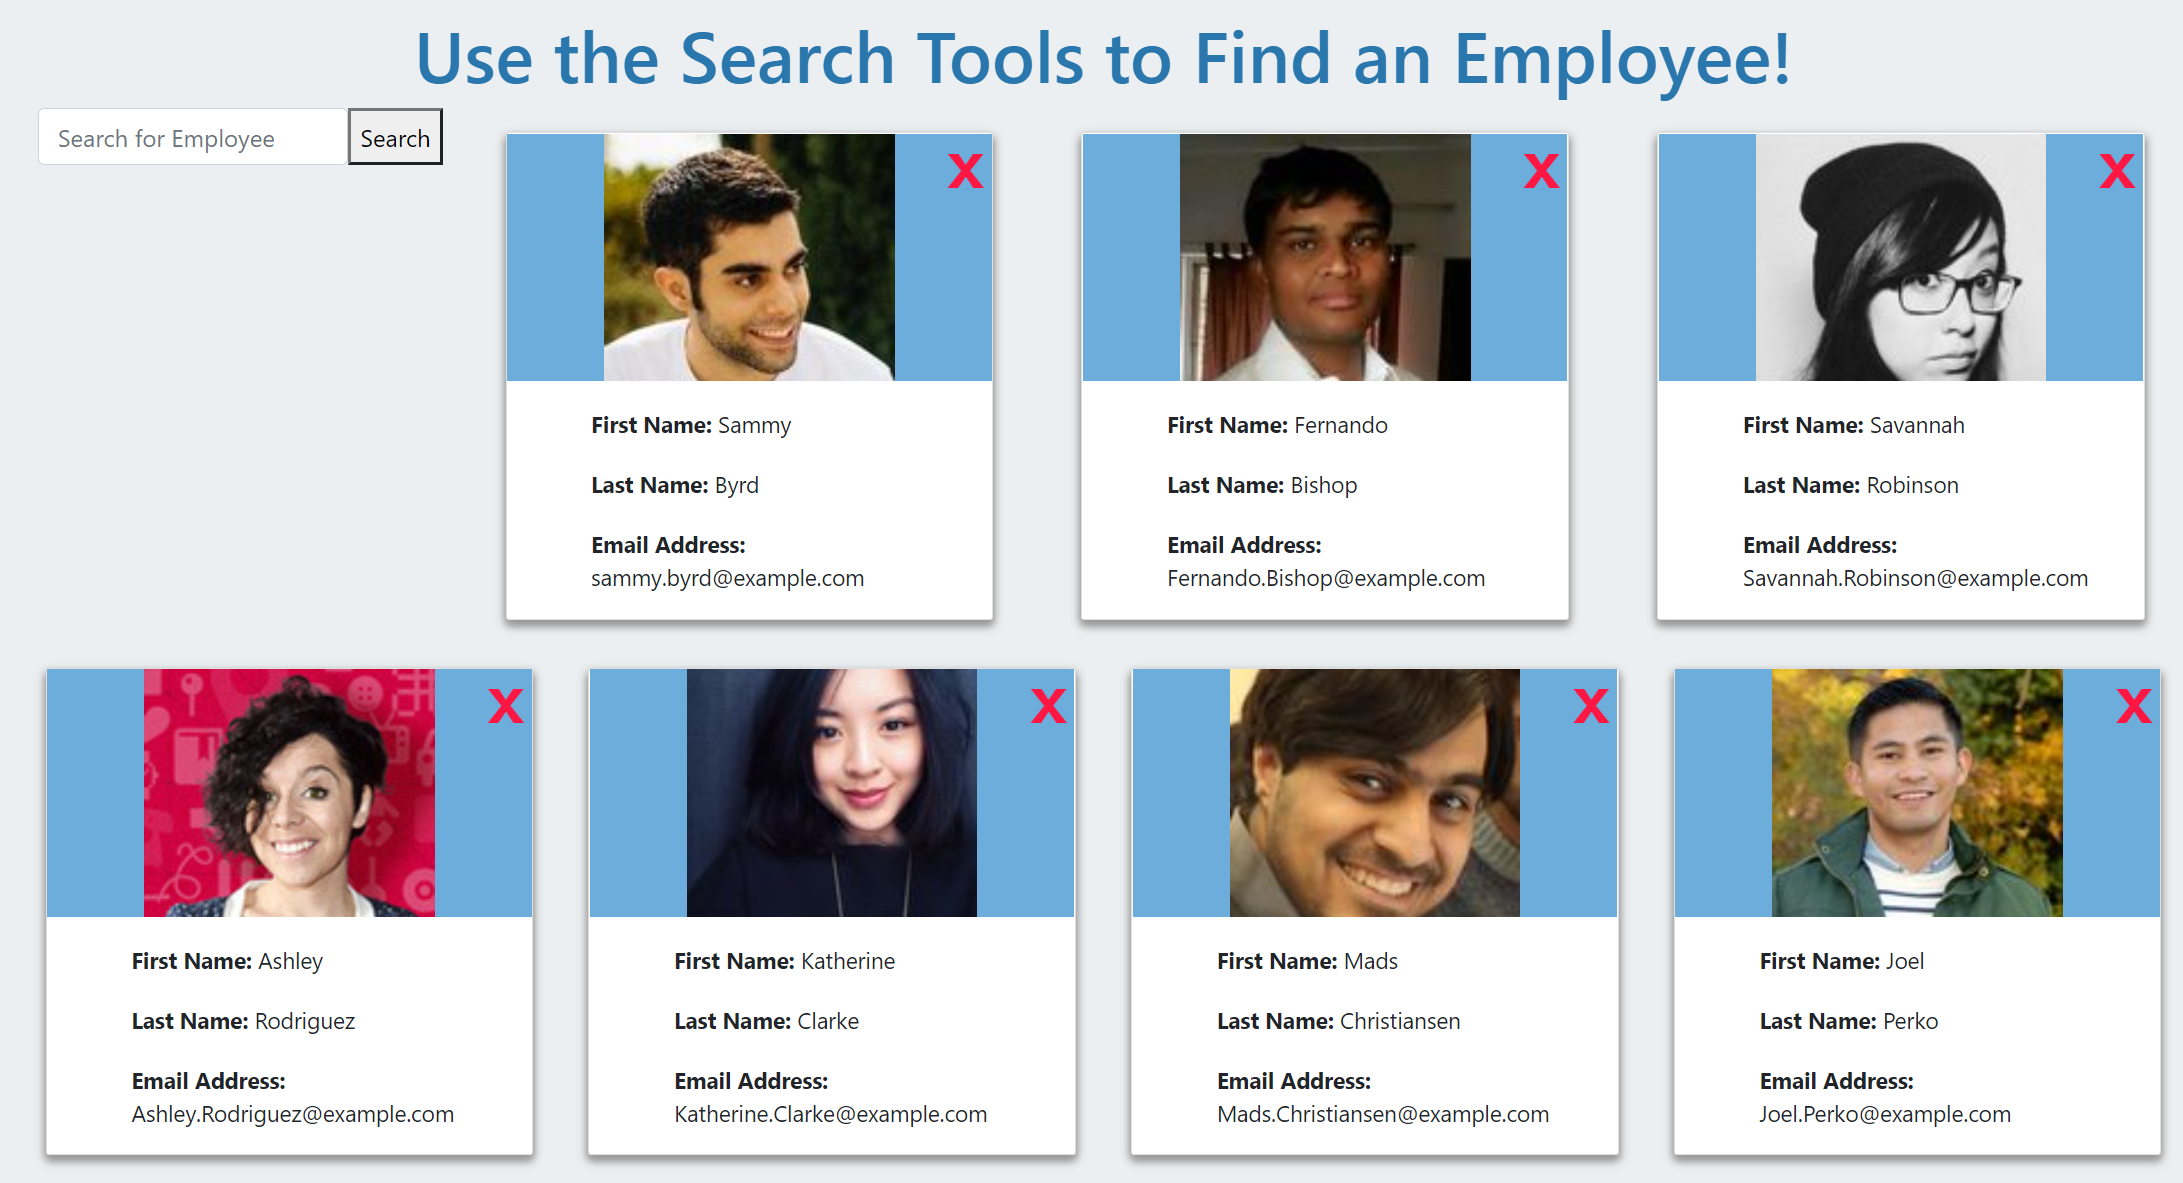 Use the Search Tools to Find an Employee!
Search for Employee
Search
X
X
X
First Name: Sammy
Last Name: Byrd
Email Address:
sammy.byrd@example.com
First Name: Fernando
Last Name: Bishop
Email Address:
Fernando.Bishop@example.com
First Name: Savannah
Last Name: Robinson
Email Address:
Savannah.Robinson@example.com
X
X
X
X
First Name: Ashley
Last Name: Rodriguez
Email Address:
Ashley.Rodriguez@example.com
First Name: Katherine
Last Name: Clarke
Email Address:
Katherine.Clarke@example.com
First Name: Mads
Last Name: Christiansen
Email Address:
Mads.Christiansen@example.com
First Name: Joel
Last Name: Perko
Email Address:
Joel.Perko@example.com